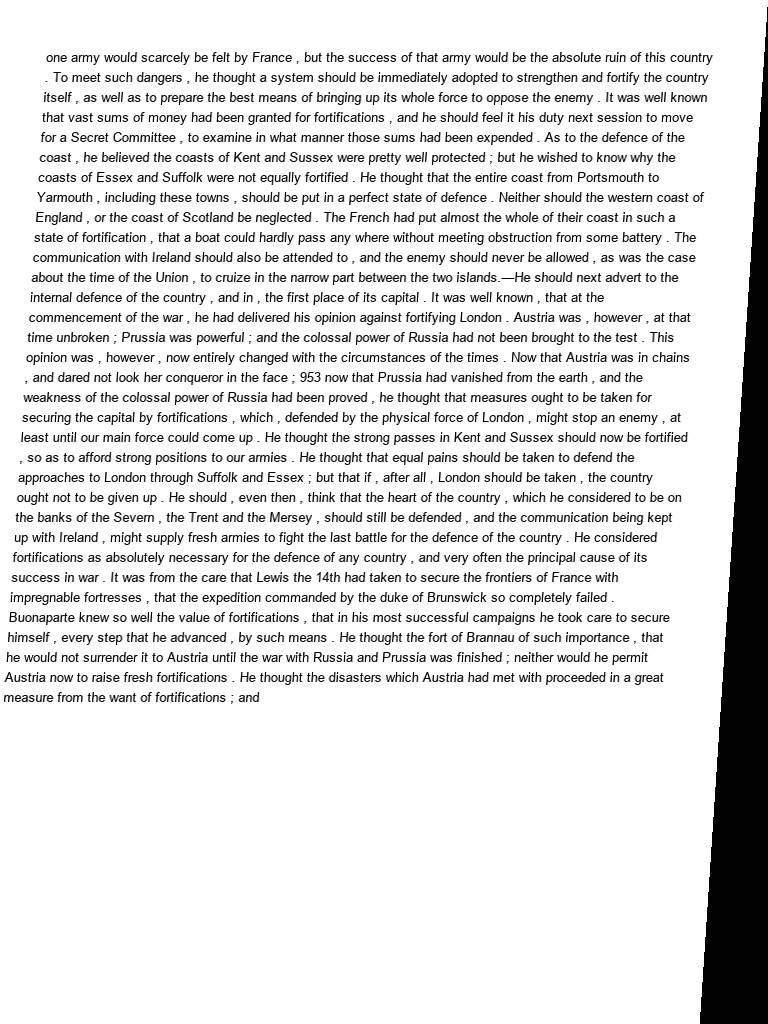 one army would scarcely be felt by France , but the success of that army would be the absolute ruin of this country
. To meet such dangers , he thought a system should be immediately adopted to strengthen and fortify the country
itself , as well as to prepare the best means of bringing up its whole force to oppose the enemy . It was well known
that vast sums of money had been granted for fortifications , and he should feel it his duty next session to move
for a Secret Committee , to examine in what manner those sums had been expended . As to the defence of the
coast , he believed the coasts of Kent and Sussex were pretty well protected ; but he wished to know why the
coasts of Essex and Suffolk were not equally fortified . He thought that the entire coast from Portsmouth to
Yarmouth , including these towns , should be put in a perfect state of defence . Neither should the western coast of
England , or the coast of Scotland be neglected . The French had put almost the whole of their coast in such a
state of fortification , that a boat could hardly pass any where without meeting obstruction from some battery . The
communication with Ireland should also be attended to , and the enemy should never be allowed , as was the case
about the time of the Union , to cruize in the narrow part between the two islands.—He should next advert to the
internal defence of the country , and in , the first place of its capital . It was well known , that at the
commencement of the war , he had delivered his opinion against fortifying London . Austria was , however , at that
time unbroken ; Prussia was powerful ; and the colossal power of Russia had not been brought to the test . This
opinion was , however , now entirely changed with the circumstances of the times . Now that Austria was in chains
, and dared not look her conqueror in the face ; 953 now that Prussia had vanished from the earth , and the
weakness of the colossal power of Russia had been proved , he thought that measures ought to be taken for
securing the capital by fortifications , which , defended by the physical force of London , might stop an enemy , at
least until our main force could come up . He thought the strong passes in Kent and Sussex should now be fortified
, so as to afford strong positions to our armies . He thought that equal pains should be taken to defend the
approaches to London through Suffolk and Essex ; but that if , after all , London should be taken , the country
ought not to be given up . He should , even then , think that the heart of the country , which he considered to be on
the banks of the Severn , the Trent and the Mersey , should still be defended , and the communication being kept
up with Ireland , might supply fresh armies to fight the last battle for the defence of the country . He considered
fortifications as absolutely necessary for the defence of any country , and very often the principal cause of its
success in war . It was from the care that Lewis the 14th had taken to secure the frontiers of France with
impregnable fortresses , that the expedition commanded by the duke of Brunswick so completely failed .
Buonaparte knew so well the value of fortifications , that in his most successful campaigns he took care to secure
himself , every step that he advanced , by such means . He thought the fort of Brannau of such importance , that
he would not surrender it to Austria until the war with Russia and Prussia was finished ; neither would he permit
Austria now to raise fresh fortifications . He thought the disasters which Austria had met with proceeded in a great
measure from the want of fortifications ; and